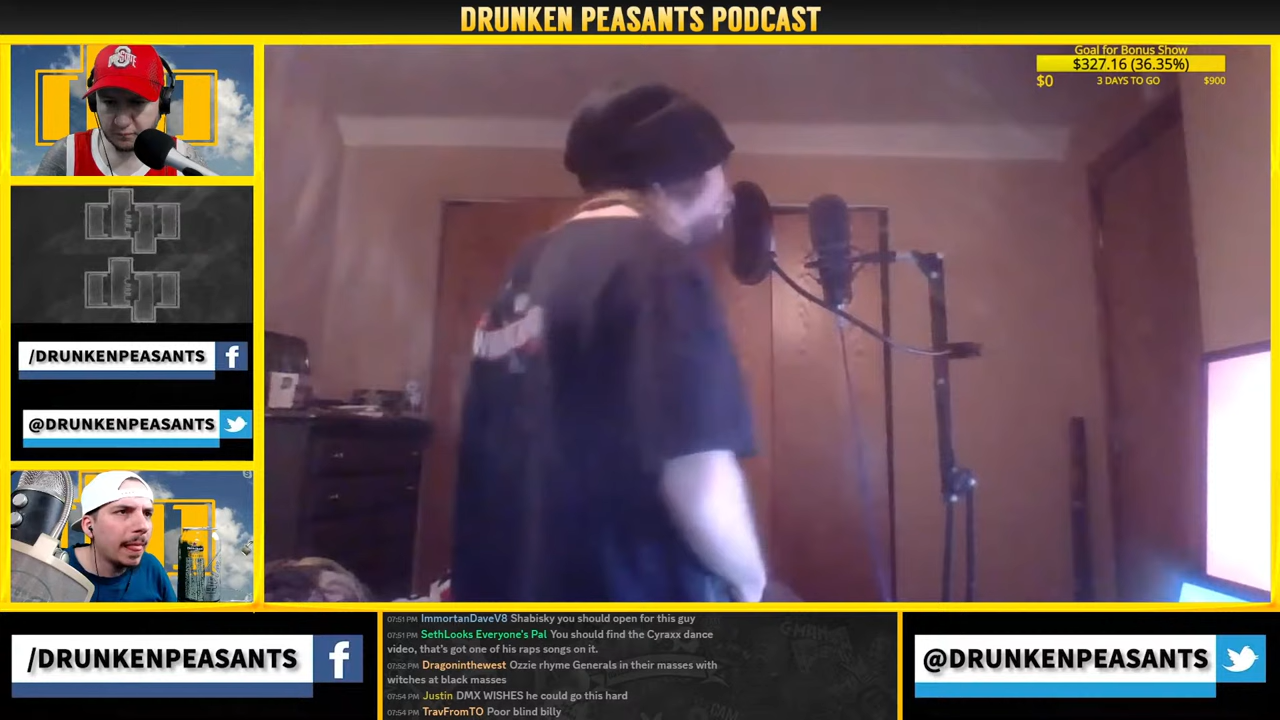 DRUNKEN PEASANTS PODCAST
Goal for Bonus Show
$327.16 (36.35%)
$0 3 DAYS TO GO $900
/DRUNKENPEASANTS f
@DRUNKENPEASANTS
07:51 PM ImmortanDaveV8 Shabisky you should open for this guy
07:51 PM SethLooks Everyone's Pal You should find the Cyraxx dance
video, that's got one of his raps songs on it.
07:52 PM Dragoninthewest Ozzie rhyme Generals in their masses with
witches at black masses
07:54 PM Justin DMX WISHES he could go this hard
07:54 PM TravFromTO Poor blind billy
/DRUNKENPEASANTS f
@DRUNKENPEASANTS